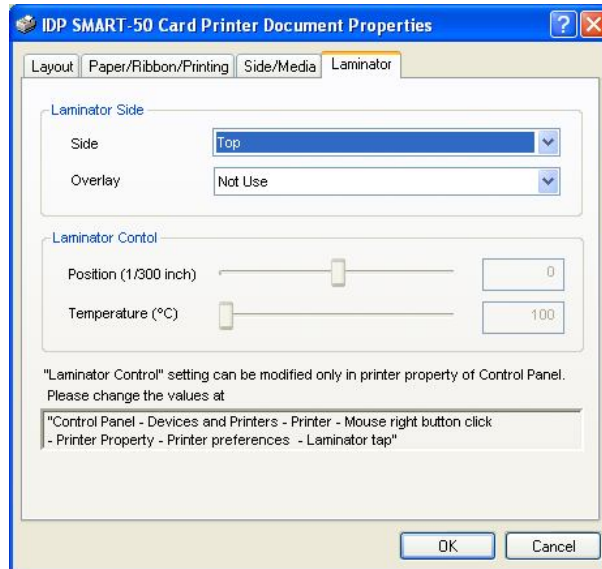 IDP SMART-50 Card Printer Document Properties
Layout Paper/Ribbon/Printing Side/Media Laminator
Laminator Side
Side Top
Overlay Not Use
Laminator Contol
Position (1/300 inch) 0
Temperature (°C) 100
"Laminator Control" setting can be modified only in printer property of Control Panel.
Please change the values at
"Control Panel - Devices and Printers - Printer - Mouse right button click
- Printer Property - Printer preferences - Laminator tap"
OK Cancel